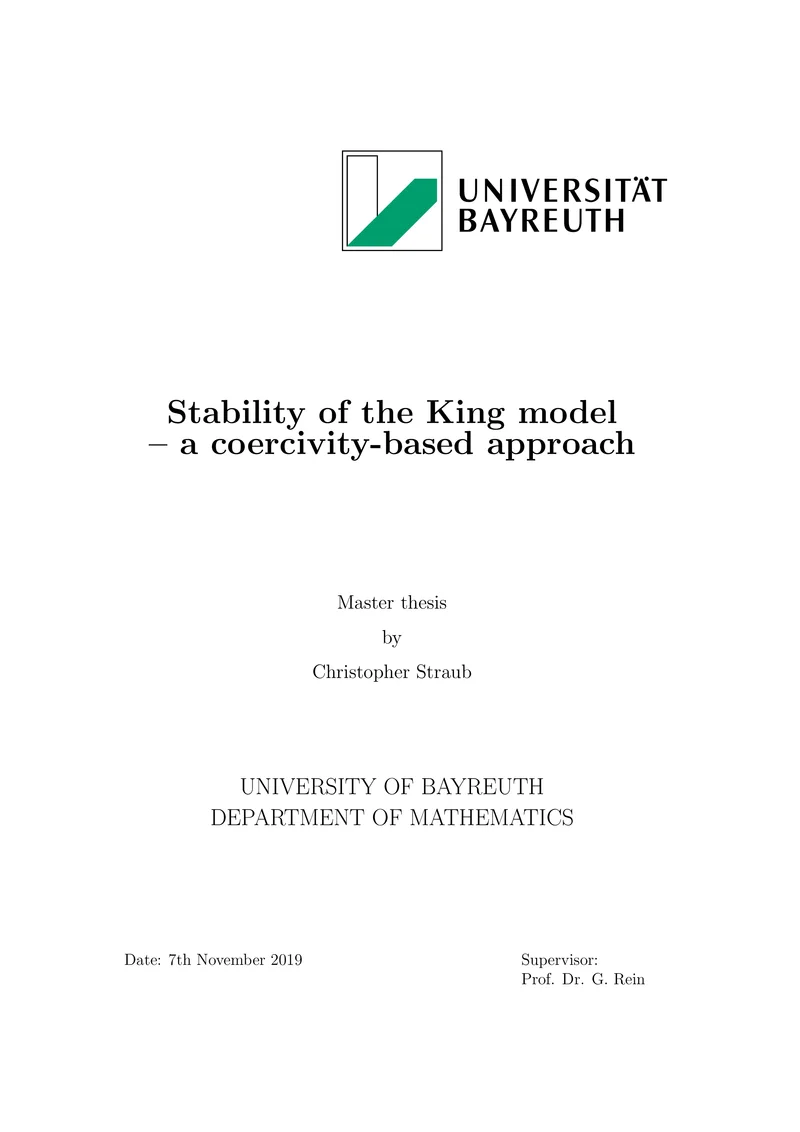 UNIVERSITÄT
BAYREUTH
Stability of the King model
– a coercivity-based approach
Master thesis
by
Christopher Straub
UNIVERSITY OF BAYREUTH
DEPARTMENT OF MATHEMATICS
Date: 7th November 2019
Supervisor:
Prof. Dr. G. Rein